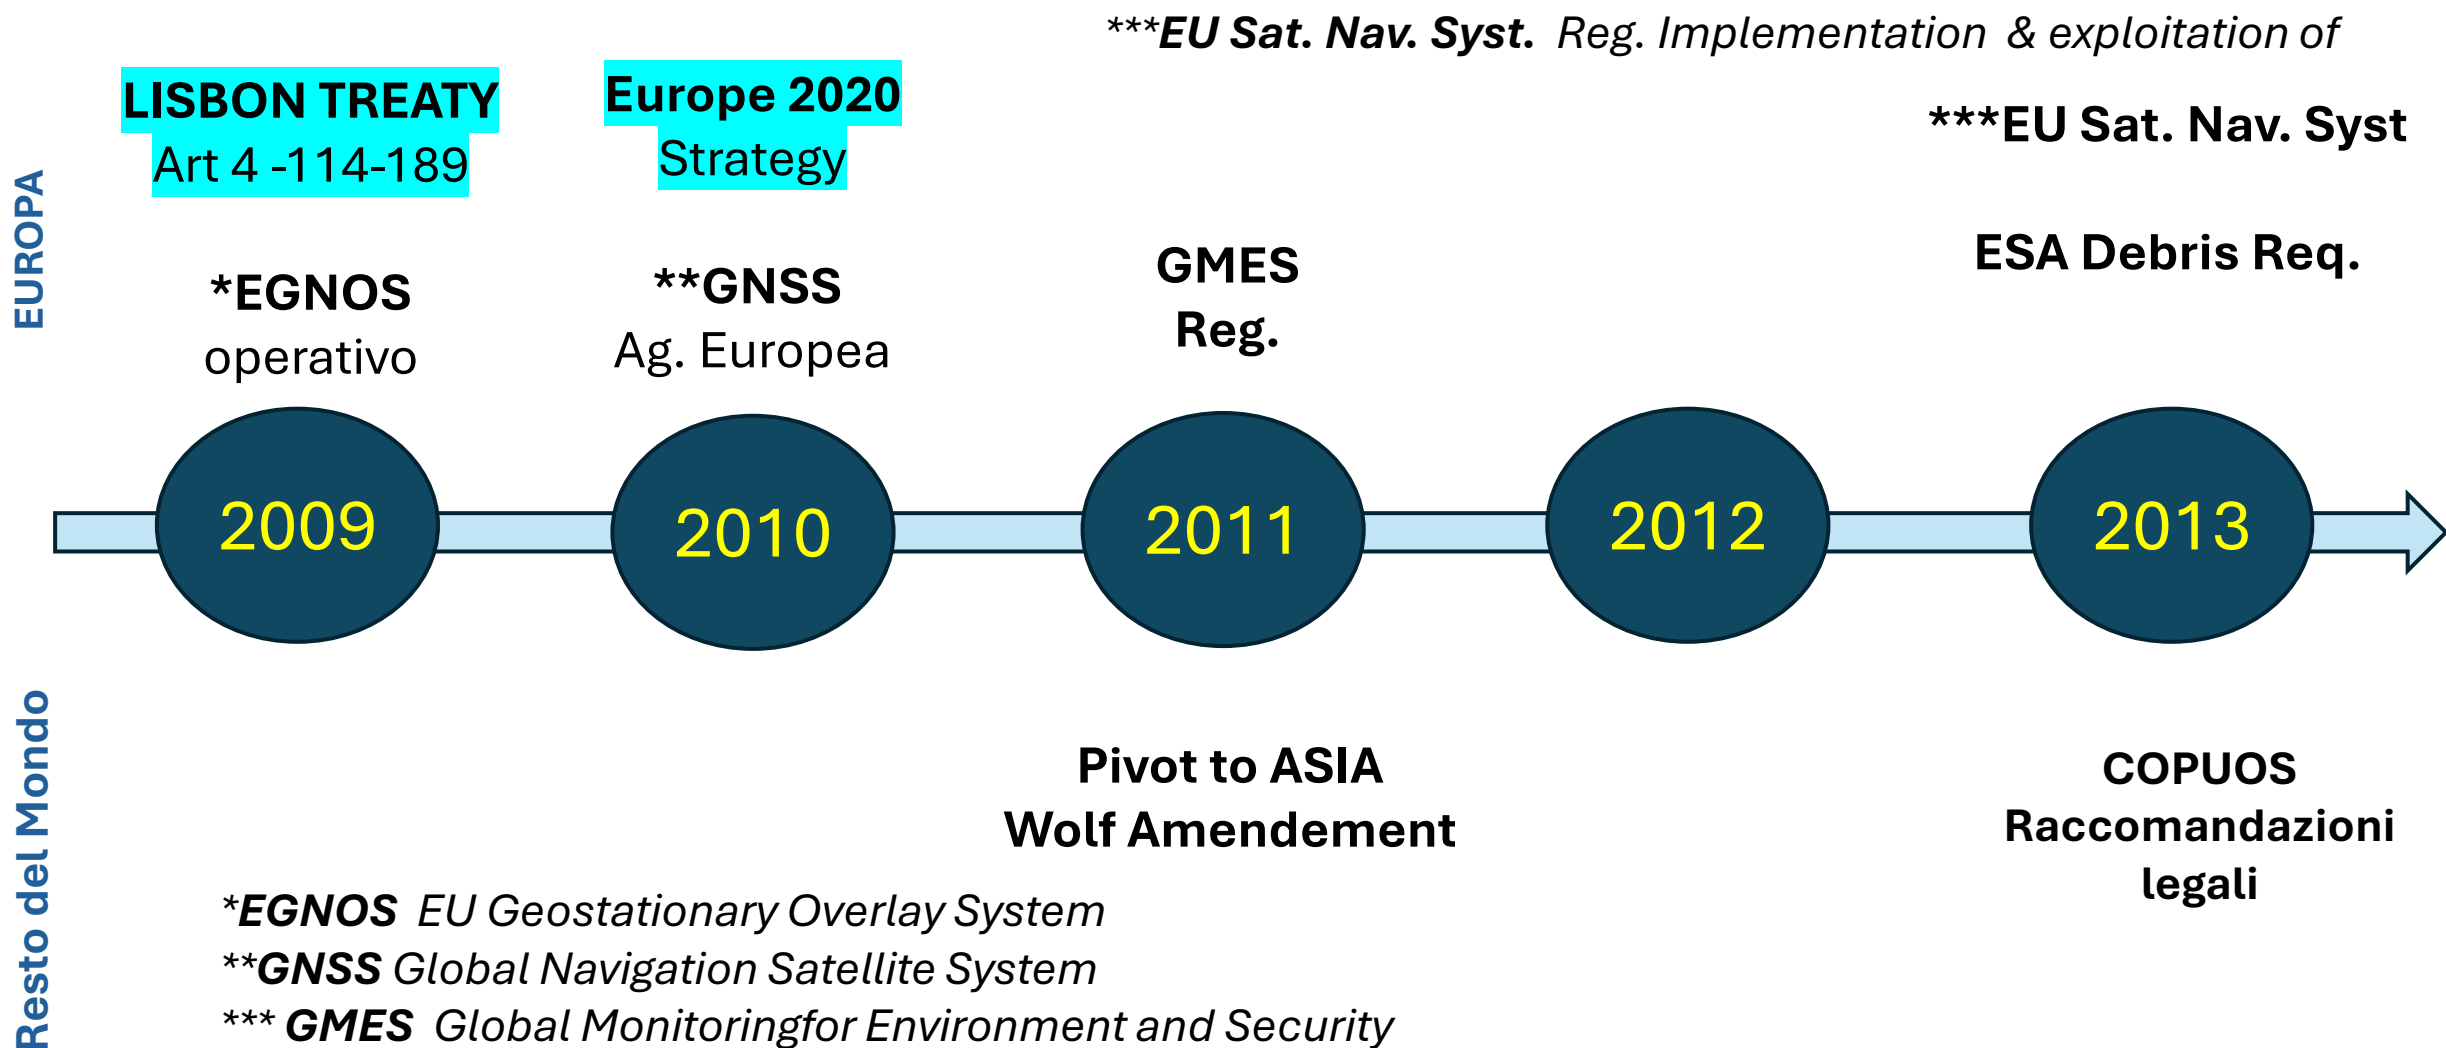 ***EU Sat. Nav. Syst. Reg. Implementation & exploitation of
LISBON TREATY
Art 4 -114-189
Europe 2020
Strategy
***EU Sat. Nav. Syst
EUROPA
*EGNOS
operativo
**GNSS
Ag. Europea
GMES
Reg.
ESA Debris Req.
2009
2010
2011
2012
2013
Resto del Mondo
Pivot to ASIA
Wolf Amendement
COPUOS
Raccomandazioni
legali
*EGNOS EU Geostationary Overlay System
**GNSS Global Navigation Satellite System
*** GMES Global Monitoringfor Environment and Security